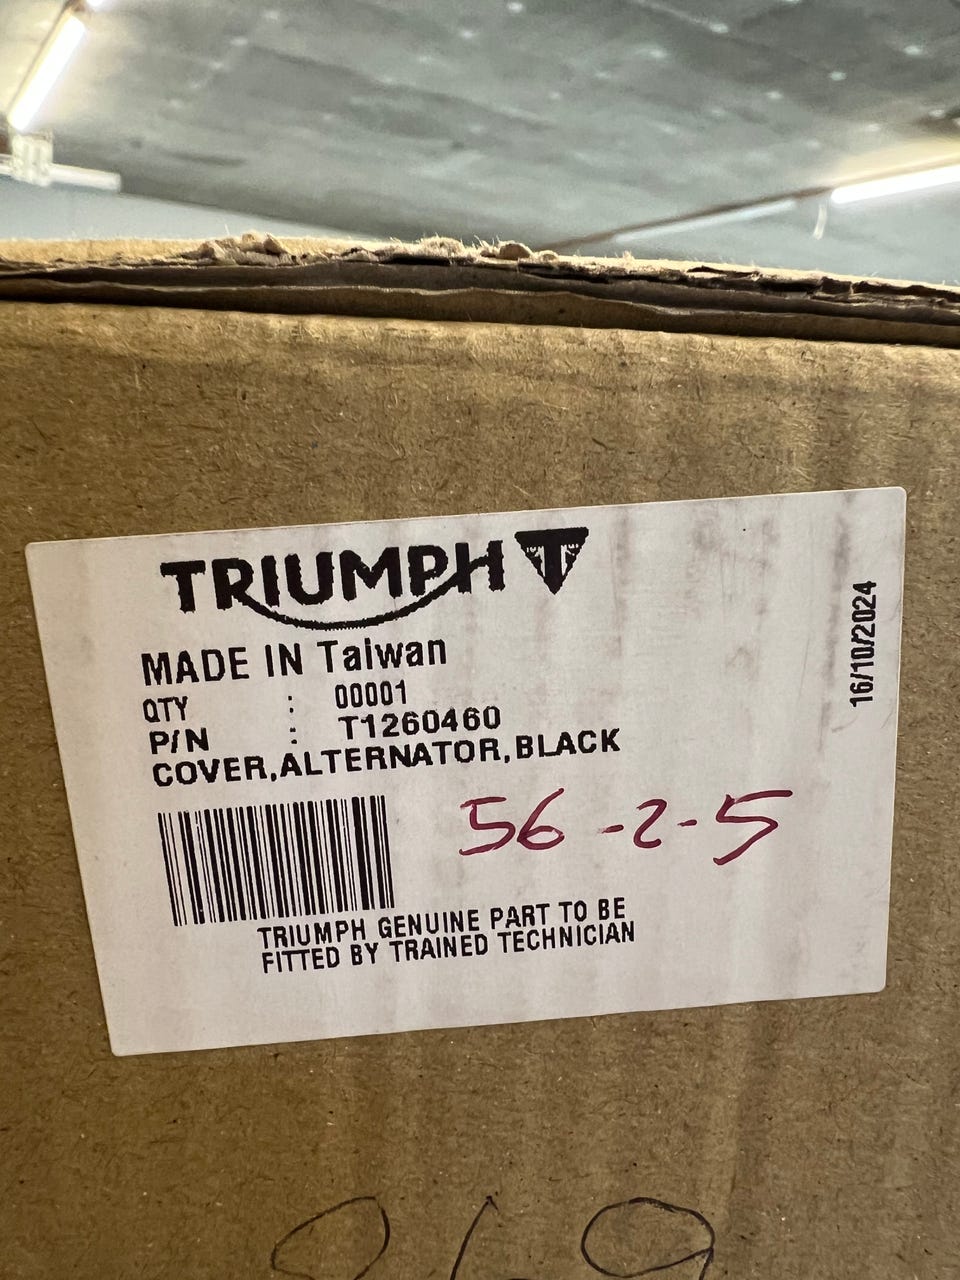 TRIUMPH
MADE IN Taiwan
QTY : 00001
P/N : T1260460
COVER,ALTERNATOR,BLACK
56-2-5
TRIUMPH GENUINE PART TO BE
FITTED BY TRAINED TECHNICIAN
16/10/2024